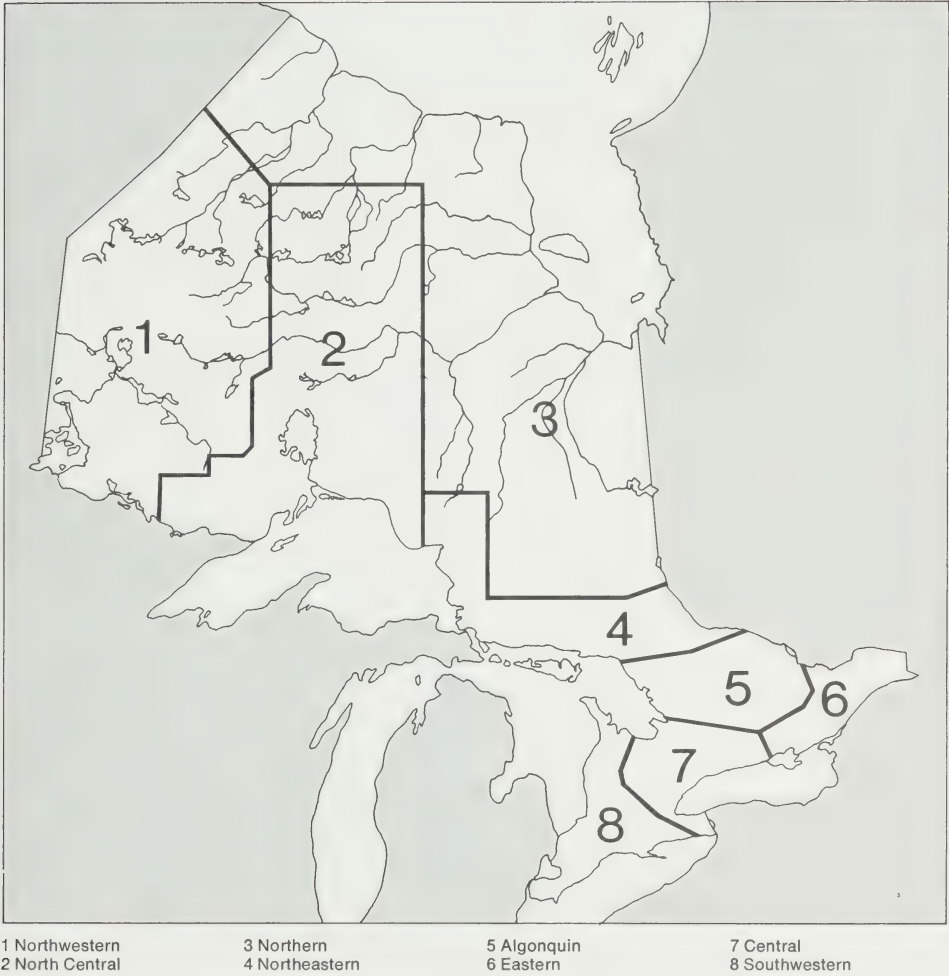 1
2
3
4
5
6
7
8
1 Northwestern
2 North Central
3 Northern
4 Northeastern
5 Algonquin
6 Eastern
7 Central
8 Southwestern